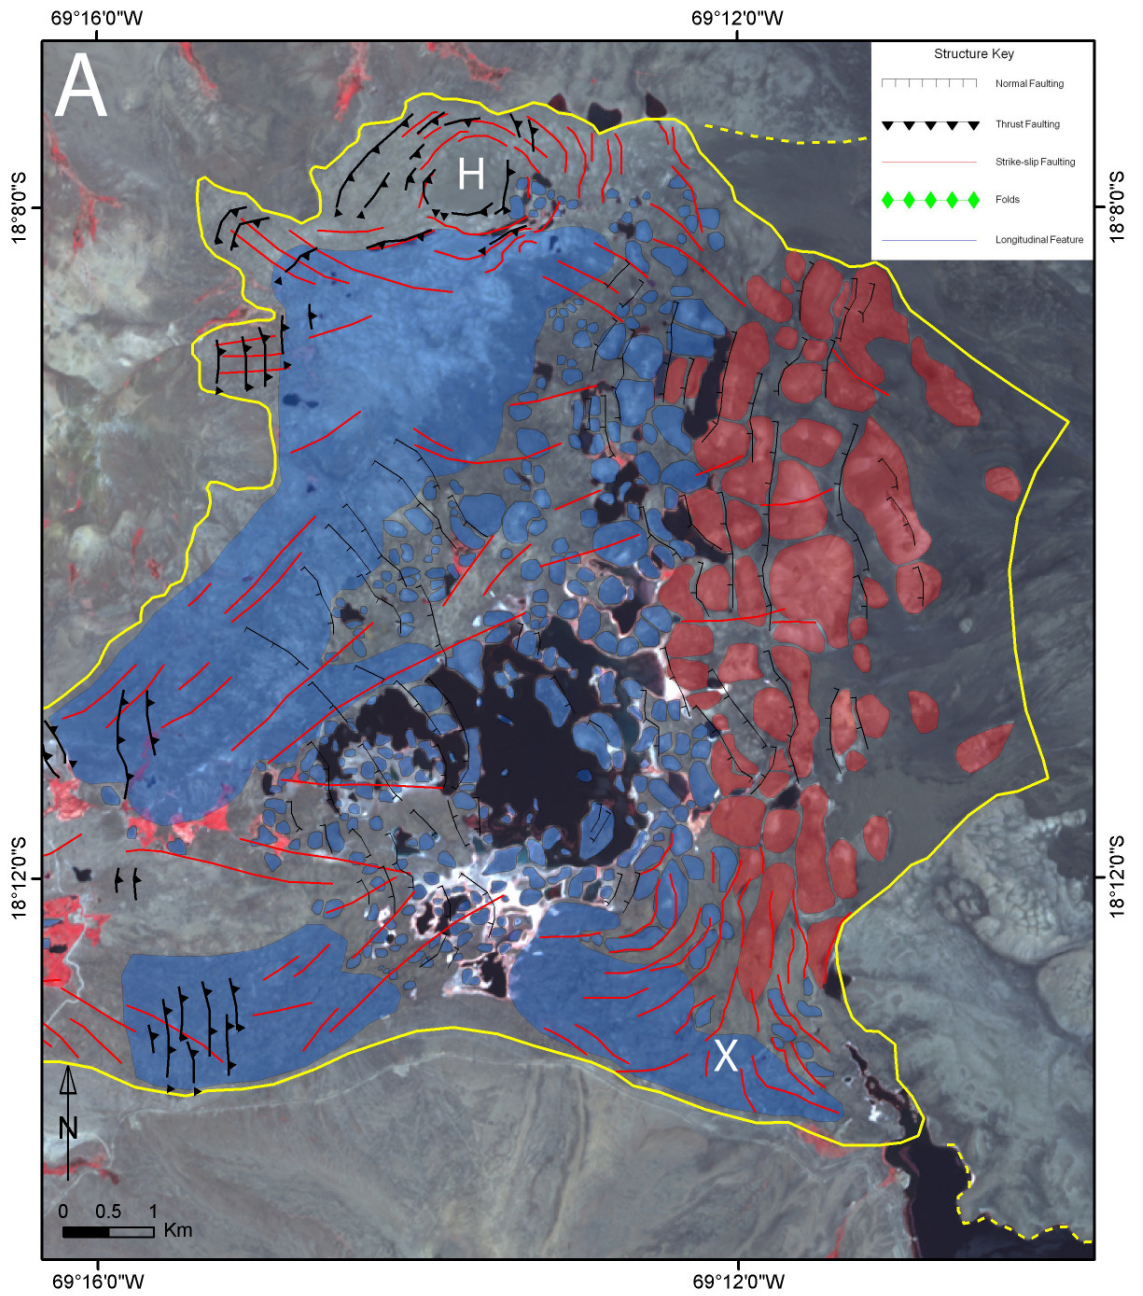 69°16'0"W
69°12'0"W
A
Structure Key
Normal Faulting
Thrust Faulting
Strike-slip Faulting
Folds
Longitudinal Feature
H
18°8'0"S
18°8'0"S
18°12'0"S
18°12'0"S
X
N
0 0.5 1
Km
69°16'0"W
69°12'0"W